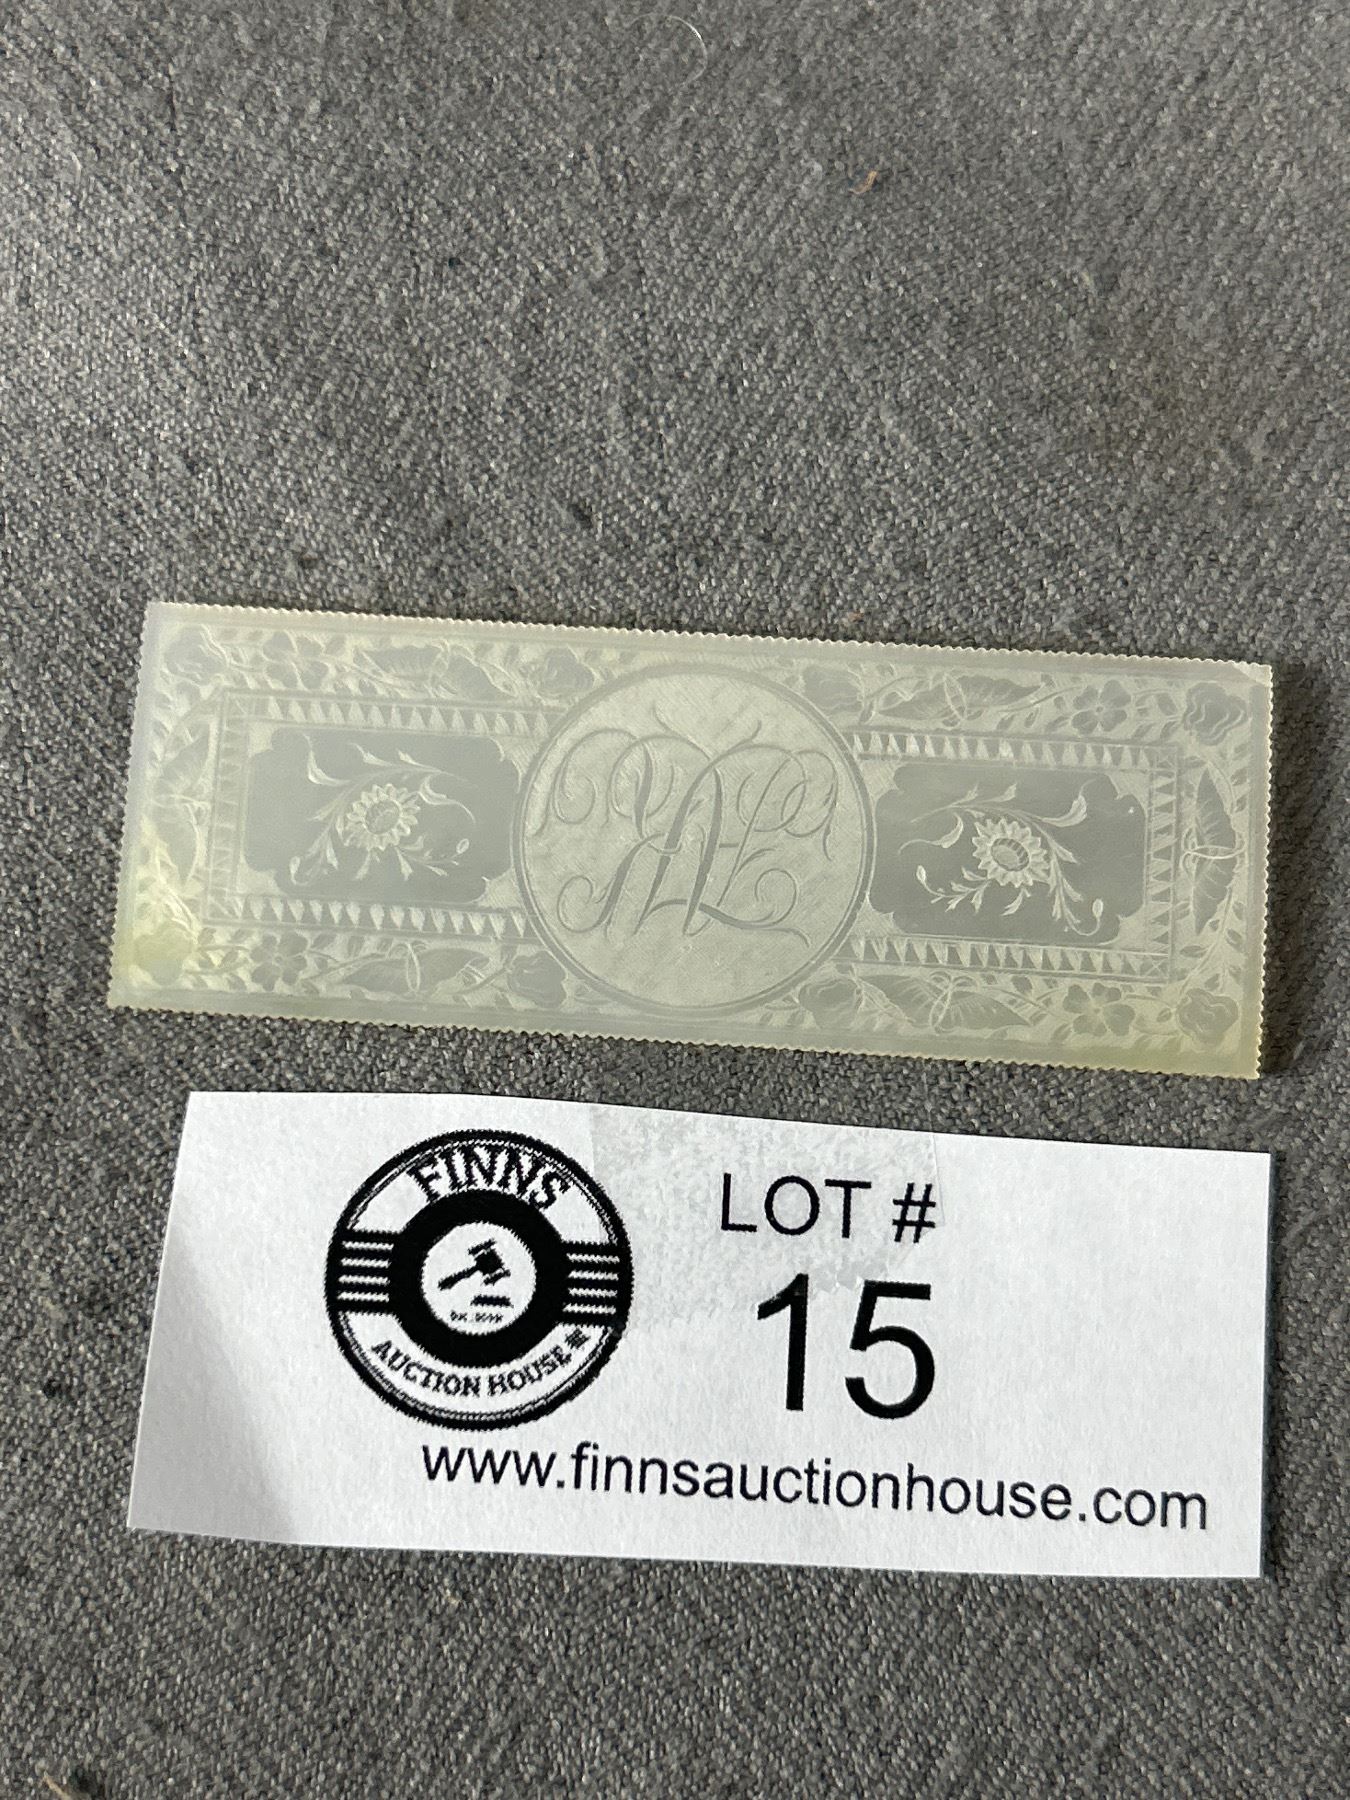 FINNS
AUCTION HOUSE
LOT #
15
www.finnsauctionhouse.com